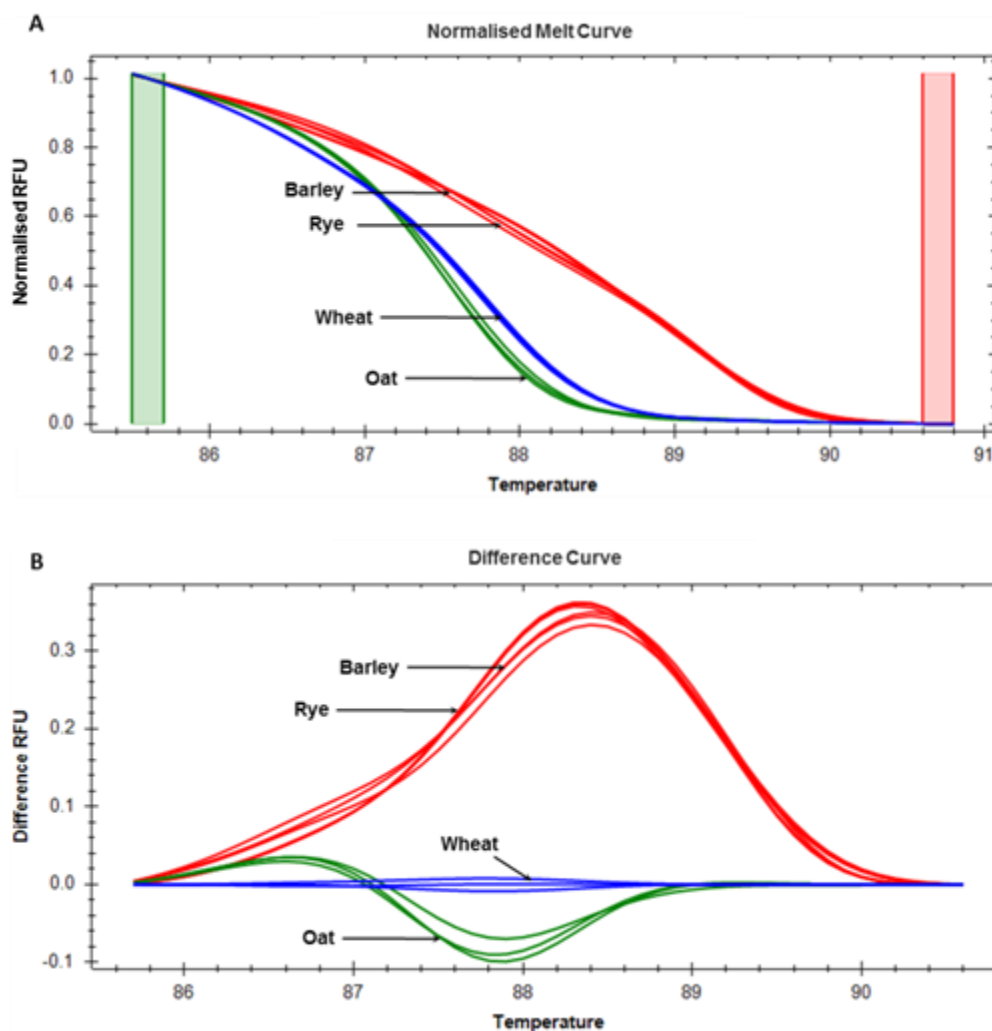 A
Normalised Melt Curve
Normalised RFU
1.0
0.8
0.6
0.4
0.2
0.0
Barley
Rye
Wheat
Oat
86 87 88 89 90 91
Temperature
B
Difference Curve
Difference RFU
0.3
0.2
0.1
0.0
-0.1
Barley
Rye
Wheat
Oat
86 87 88 89 90
Temperature